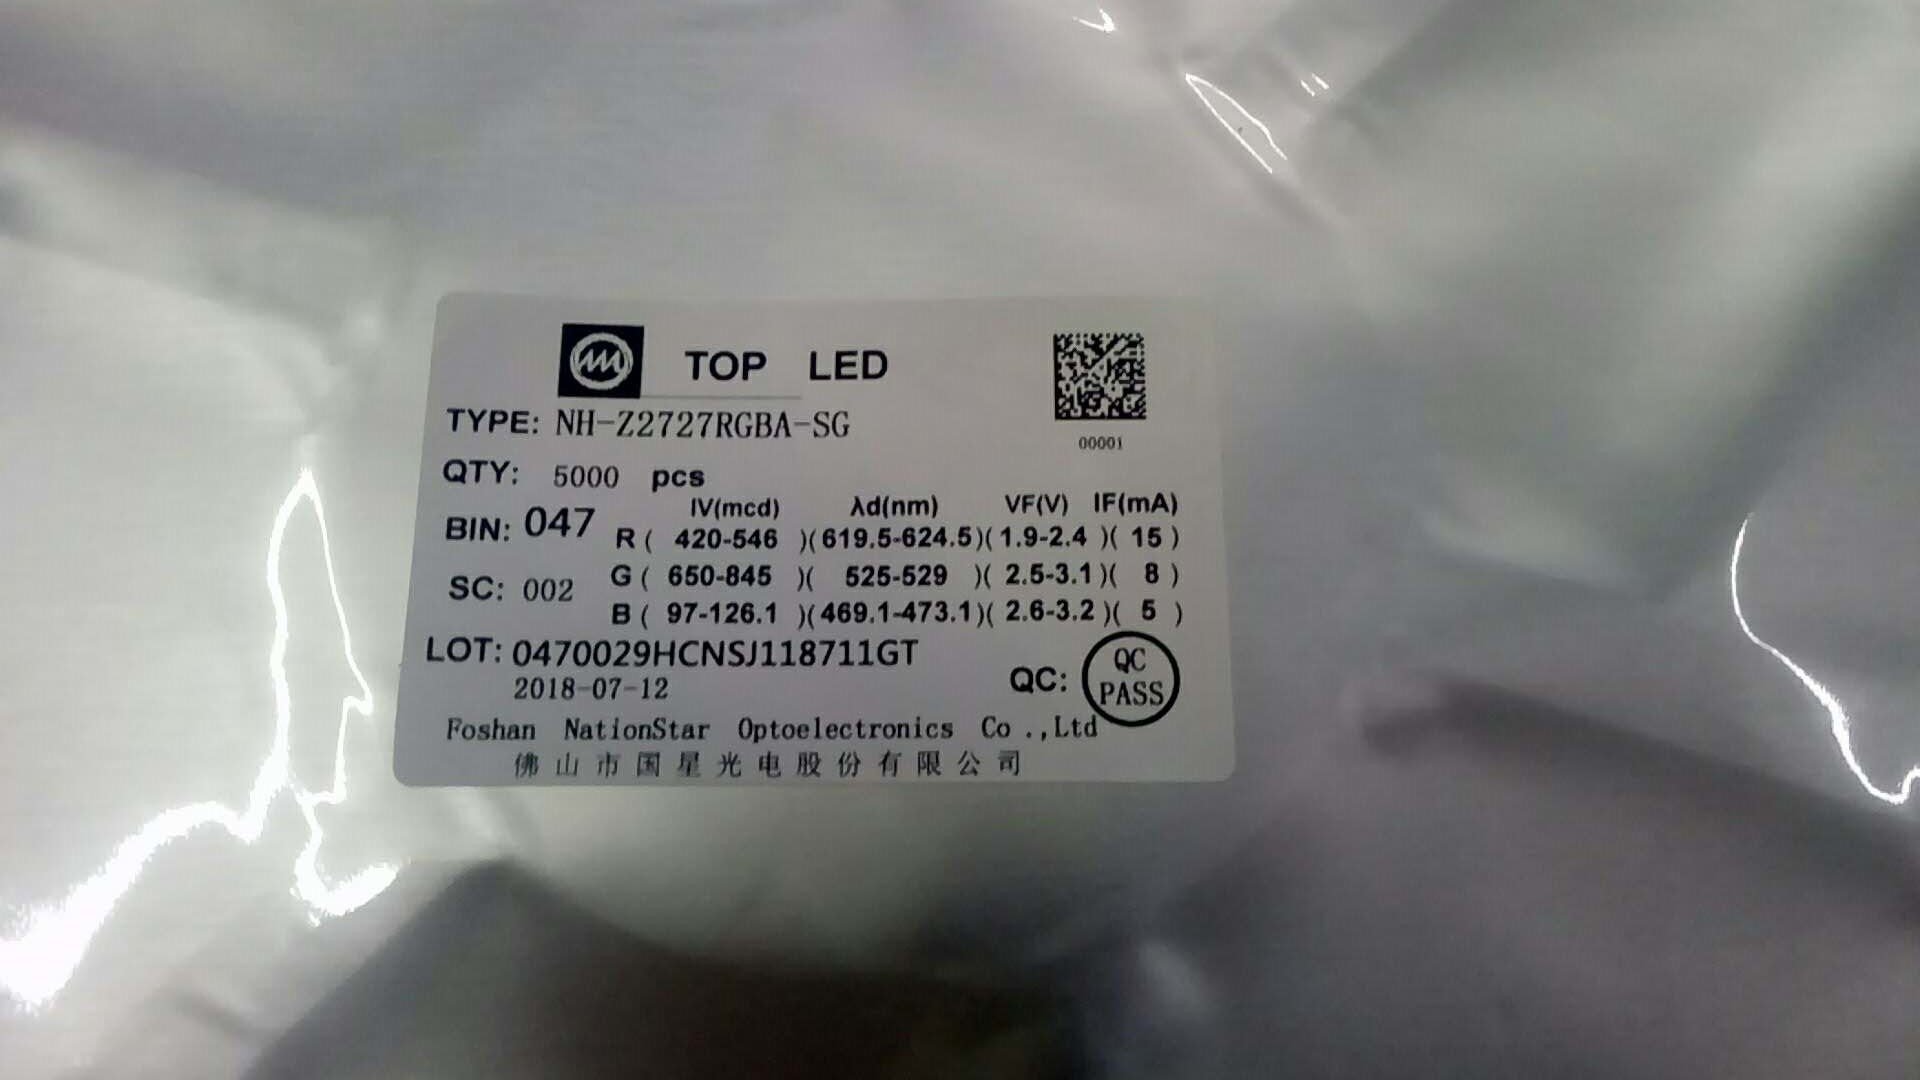 TOP LED
TYPE: NH-Z2727RGBA-SG
00001
QTY: 5000 pcs
IV(mcd) λd(nm) VF(V) IF(mA)
BIN: 047
R ( 420-546 )( 619.5-624.5 )( 1.9-2.4 )( 15 )
G ( 650-845 )( 525-529 )( 2.5-3.1 )( 8 )
SC: 002
B ( 97-126.1 )( 469.1-473.1 )( 2.6-3.2 )( 5 )
LOT: 0470029HCNSJ118711GT
2018-07-12
QC: QC PASS
Foshan NationStar Optoelectronics Co .,Ltd
佛山市国星光电股份有限公司